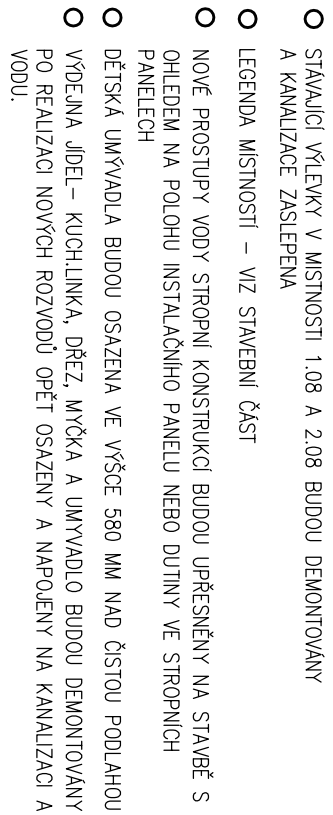 STÁVAJÍCÍ VÝLEVKY V MÍSTNOSTI 1.08 A 2.08 BUDOU DEMONTOVÁNY
A KANALIZACE ZASLEPENA
LEGENDA MÍSTNOSTÍ – VIZ STAVEBNÍ ČÁST
NOVÉ PROSTUPY VODY STROPNÍ KONSTRUKCÍ BUDOU UPŘESNĚNY NA STAVBĚ S
OHLEDEM NA POLOHU INSTALAČNÍHO PANELU NEBO DUTINY VE STROPNÍCH
PANELECH
DĚTSKÁ UMÝVADLA BUDOU OSAZENA VE VÝŠCE 580 MM NAD ČISTOU PODLAHOU
VÝDEJNA JÍDEL– KUCH.LINKA, DŘEZ, MYČKA A UMYVADLO BUDOU DEMONTOVÁNY
PO REALIZACI NOVÝCH ROZVODŮ OPĚT OSAZENY A NAPOJENY NA KANALIZACI A
VODU.